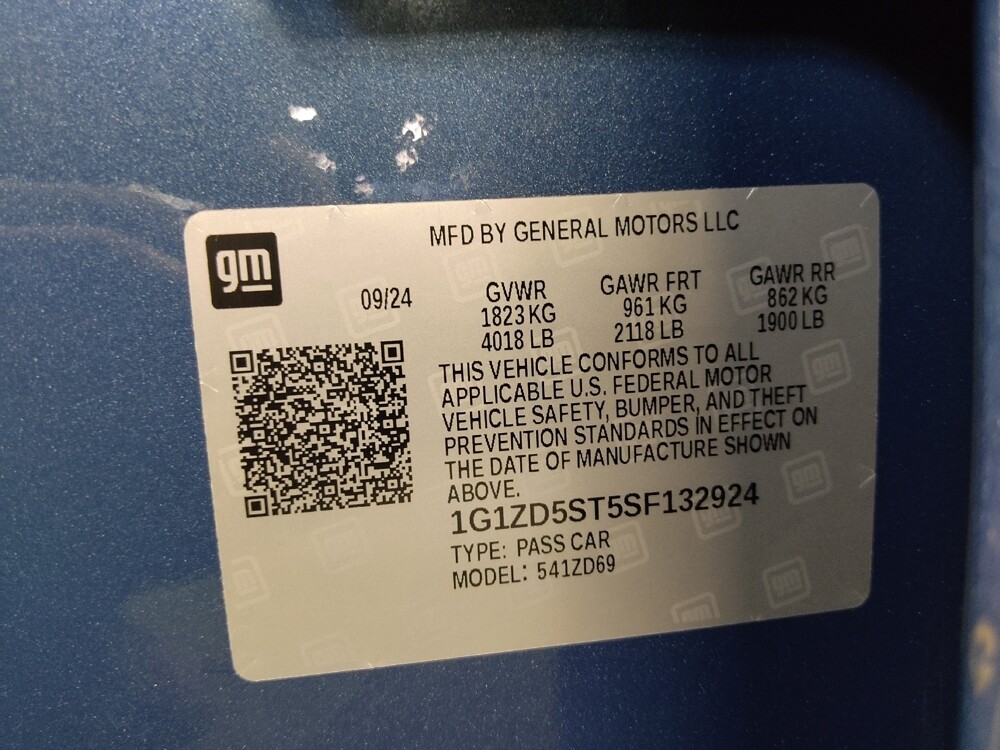 gm
MFD BY GENERAL MOTORS LLC
09/24
GVWR
1823 KG
4018 LB
GAWR FRT
961 KG
2118 LB
GAWR RR
862 KG
1900 LB
THIS VEHICLE CONFORMS TO ALL
APPLICABLE U.S. FEDERAL MOTOR
VEHICLE SAFETY, BUMPER, AND THEFT
PREVENTION STANDARDS IN EFFECT ON
THE DATE OF MANUFACTURE SHOWN
ABOVE.
1G1ZD5ST5SF132924
TYPE: PASS CAR
MODEL: 541ZD69